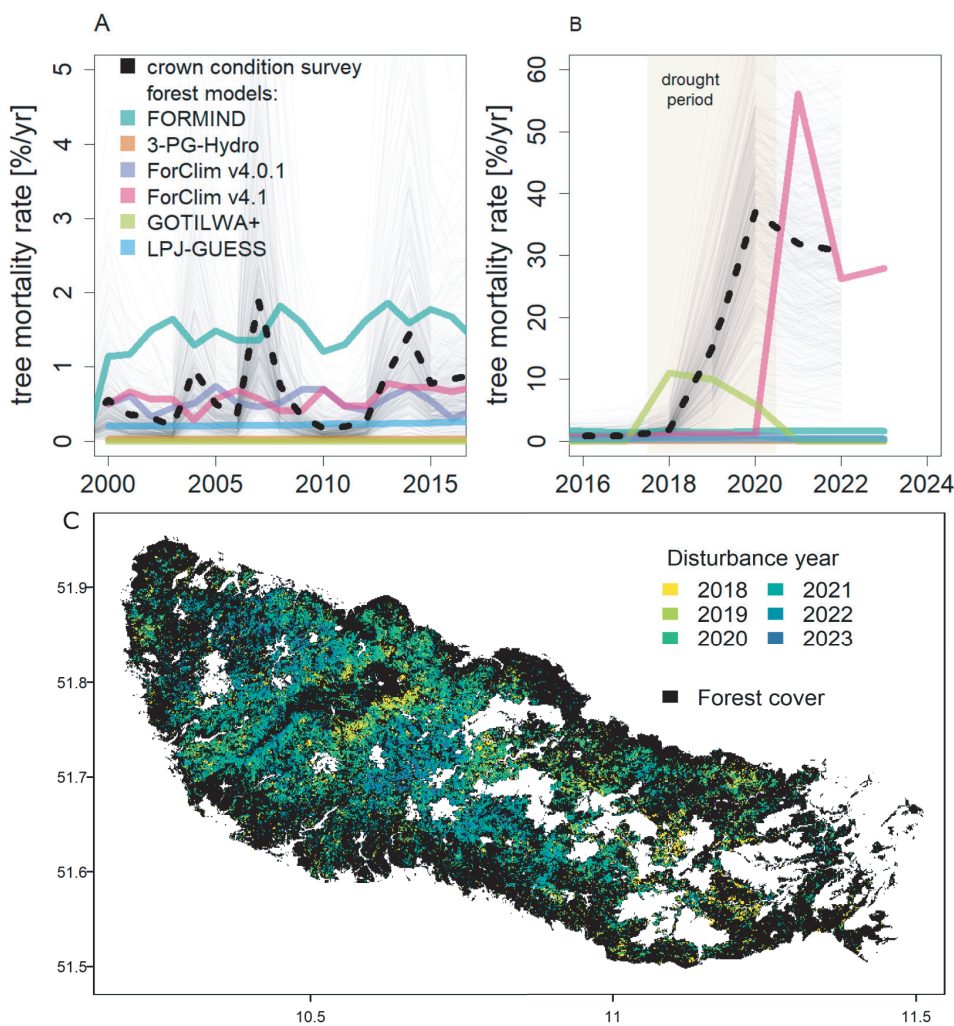 A
tree mortality rate [%/yr]
5
4
3
2
1
0
crown condition survey
forest models:
FORMIND
3-PG-Hydro
ForClim v4.0.1
ForClim v4.1
GOTILWA+
LPJ-GUESS
2000 2005 2010 2015
B
tree mortality rate [%/yr]
60
50
40
30
20
10
0
drought
period
2016 2018 2020 2022 2024
C
51.9
51.8
51.7
51.6
51.5
Disturbance year
2018 2021
2019 2022
2020 2023
Forest cover
10.5 11 11.5